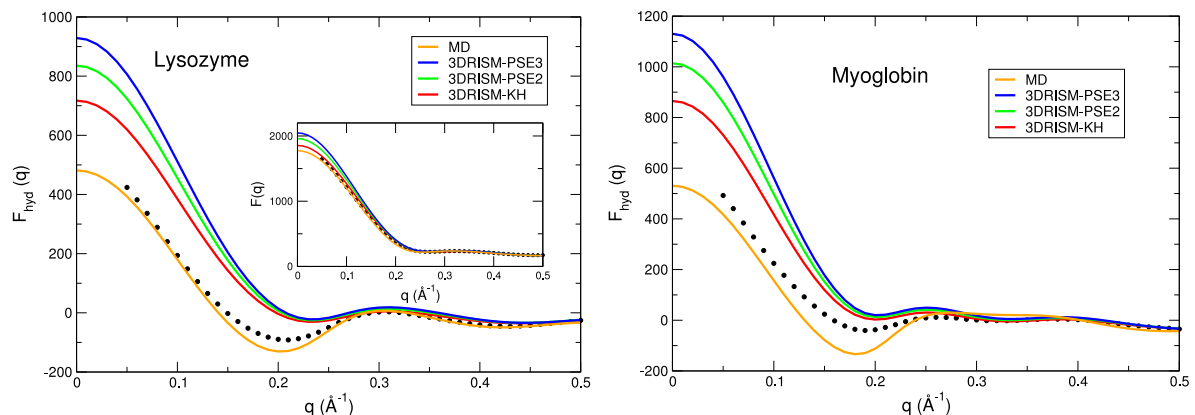 Lysozyme
MD
3DRISM-PSE3
3DRISM-PSE2
3DRISM-KH
F_hyd (q)
1000
800
600
400
200
0
-200
0
0.1
0.2
0.3
0.4
0.5
q (Å⁻¹)
F(q)
2000
1000
0
0
0.1
0.2
0.3
0.4
0.5
q (Å⁻¹)
Myoglobin
MD
3DRISM-PSE3
3DRISM-PSE2
3DRISM-KH
F_hyd (q)
1200
1000
800
600
400
200
0
-200
0
0.1
0.2
0.3
0.4
0.5
q (Å⁻¹)